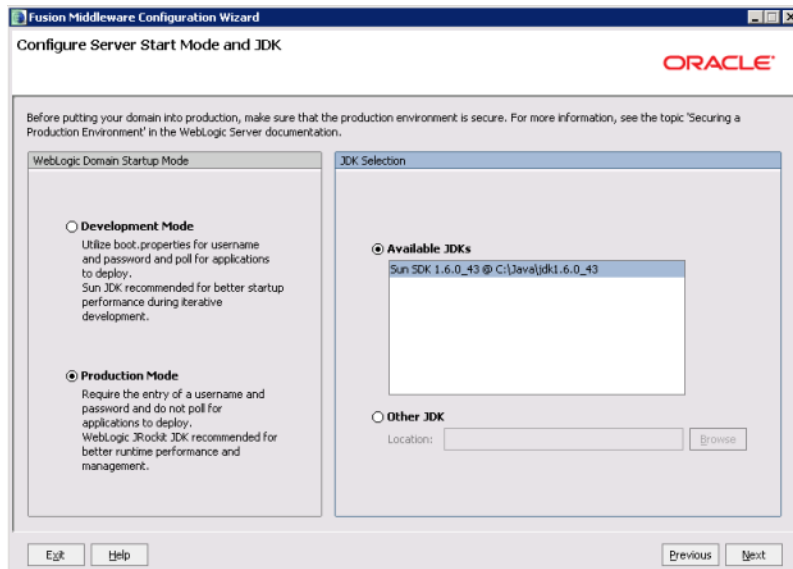 Fusion Middleware Configuration Wizard
Configure Server Start Mode and JDK
ORACLE
Before putting your domain into production, make sure that the production environment is secure. For more information, see the topic 'Securing a
Production Environment' in the WebLogic Server documentation.
WebLogic Domain Startup Mode
Development Mode
Utilize boot.properties for username
and password and poll for applications
to deploy.
Sun JDK recommended for better startup
performance during iterative
development.
Production Mode
Require the entry of a username and
password and do not poll for
applications to deploy.
WebLogic JRockit JDK recommended for
better runtime performance and
management.
JDK Selection
Available JDKs
Sun SDK 1.6.0_43 @ C:\Java\jdk1.6.0_43
Other JDK
Location:
Browse
Exit
Help
Previous
Next